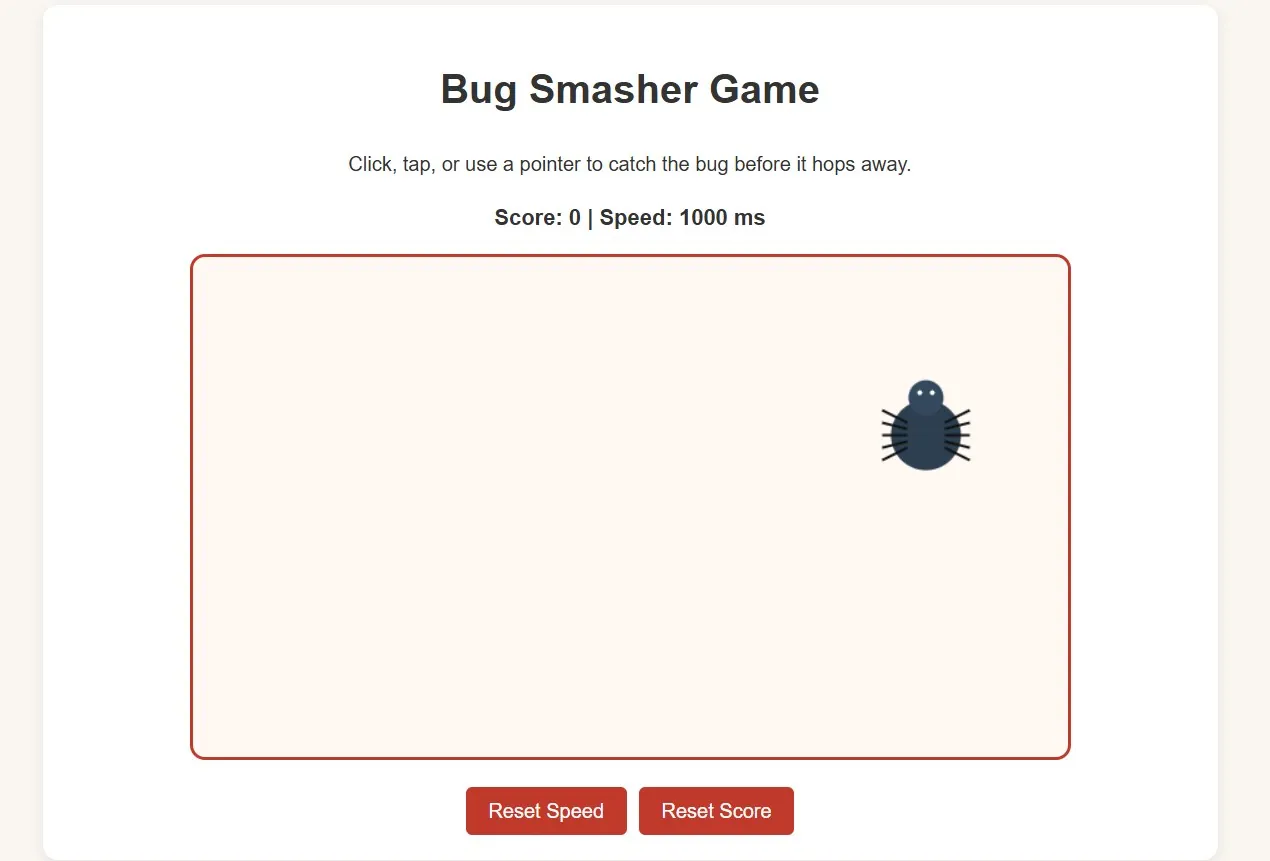 Bug Smasher Game
Click, tap, or use a pointer to catch the bug before it hops away.
Score: 0 | Speed: 1000 ms
Reset Speed
Reset Score